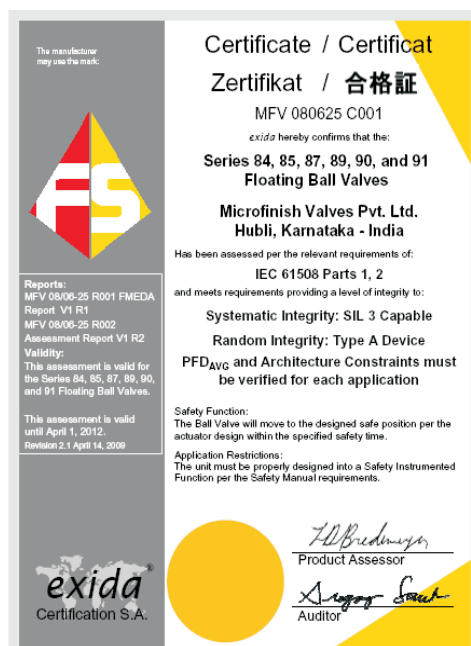 The manufacturer
may use the mark:
FS
Reports:
MFV 08/06-25 R001 FMEDA
Report V1 R1
MFV 08/06-25 R002
Assessment Report V1 R2
Validity:
This assessment is valid for
the Series 84, 85, 87, 89, 90,
and 91 Floating Ball Valves.
This assessment is valid
until April 1, 2012.
Revision 2.1 April 14, 2009
exida®
Certification S.A.
Certificate / Certificat
Zertifikat / 合格証
MFV 080625 C001
exida hereby confirms that the:
Series 84, 85, 87, 89, 90, and 91
Floating Ball Valves
Microfinish Valves Pvt. Ltd.
Hubli, Karnataka - India
Has been assessed per the relevant requirements of:
IEC 61508 Parts 1, 2
and meets requirements providing a level of integrity to:
Systematic Integrity: SIL 3 Capable
Random Integrity: Type A Device
PFDAVG and Architecture Constraints must
be verified for each application
Safety Function:
The Ball Valve will move to the designed safe position per the
actuator design within the specified safety time.
Application Restrictions:
The unit must be properly designed into a Safety Instrumented
Function per the Safety Manual requirements.
Product Assessor
Auditor